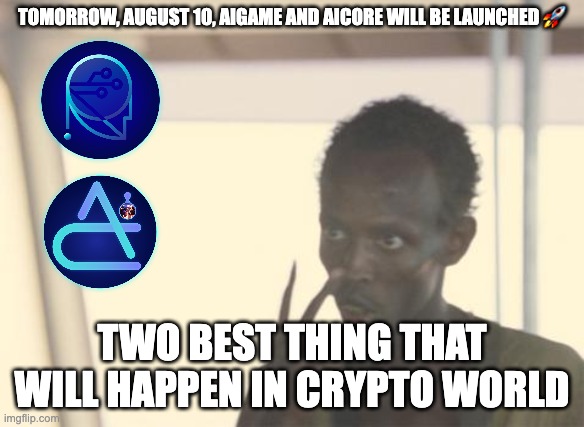 TOMORROW, AUGUST 10, AIGAME AND AICORE WILL BE LAUNCHED🚀
TWO BEST THING THAT
WILL HAPPEN IN CRYPTO WORLD
imgflip.com